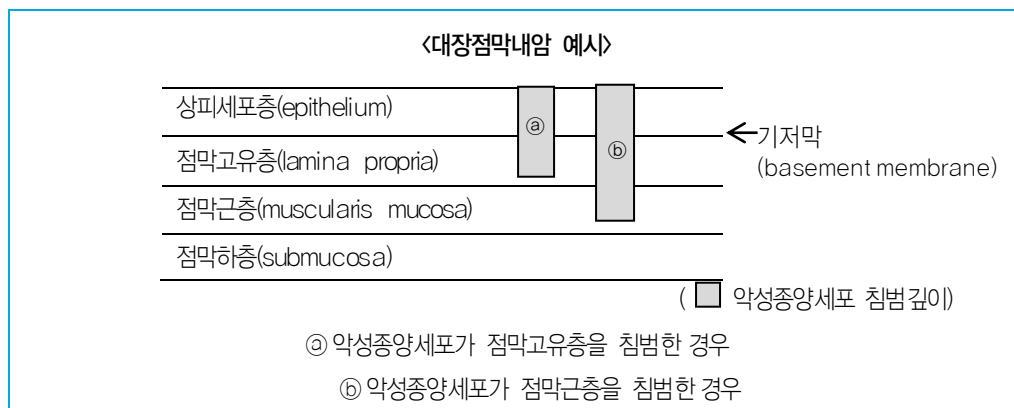 <대장점막내암 예시>
상피세포층(epithelium)
ⓐ
기저막
(basement membrane)
점막고유층(lamina propria)
ⓑ
점막근층(muscularis mucosa)
점막하층(submucosa)
( 악성종양세포 침범깊이)
ⓐ 악성종양세포가 점막고유층을 침범한 경우
ⓑ 악성종양세포가 점막근층을 침범한 경우